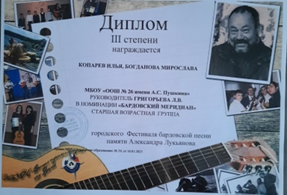 Диплом
III степени
награждается
КОПАРЕВ ИЛЬЯ, БОГДАНОВА МИРОСЛАВА
МБОУ «ООШ № 26 имени А.С. Пушкина»
РУКОВОДИТЕЛЬ ГРИГОРЬЕВА Л.В.
В НОМИНАЦИИ «БАРДОВСКИЙ МЕРИДИАН»
СТАРШАЯ ВОЗРАСТНАЯ ГРУППА
городского Фестиваля бардовской песни
памяти Александра Лукьянова